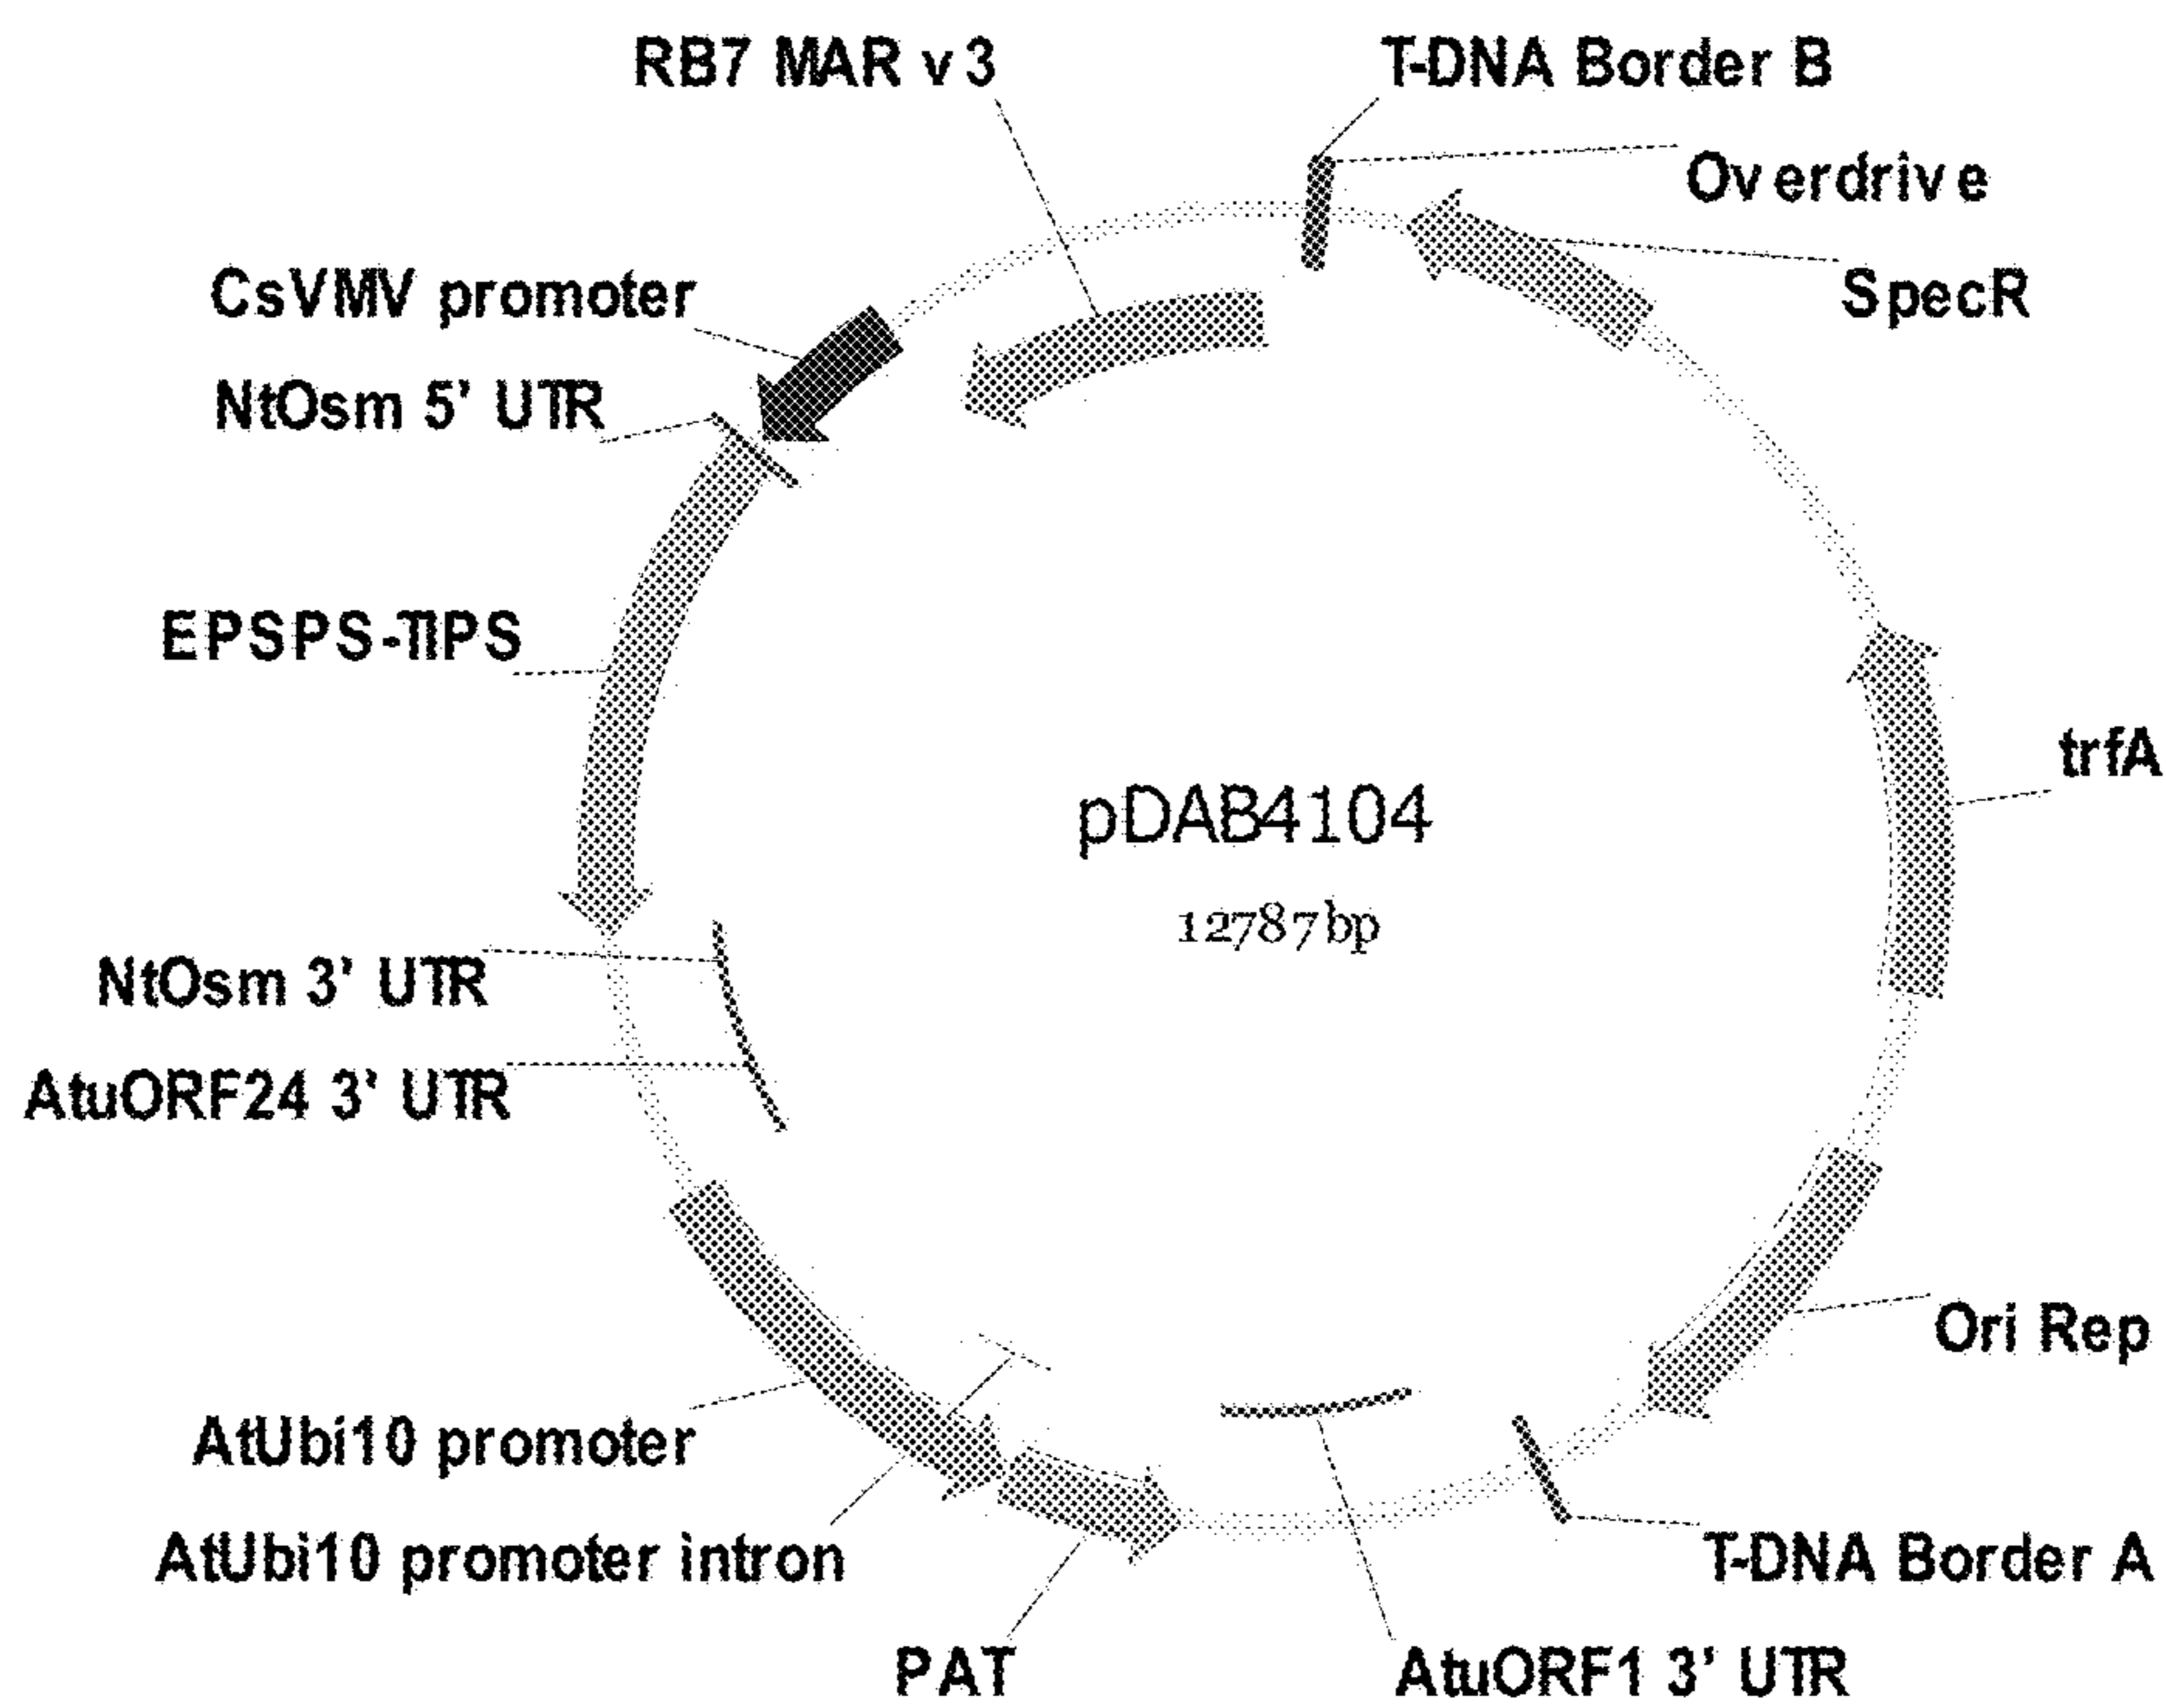 RB7 MAR v3
T-DNA Border B
Overdrive
CsVMV promoter
SpecR
NtOsm 5' UTR
EPSPS-TIPS
trfA
pDAB4104
12787bp
NtOsm 3' UTR
AtuORF24 3' UTR
Ori Rep
AtUbi10 promoter
AtUbi10 promoter intron
T-DNA Border A
PAT
AtuORF1 3' UTR